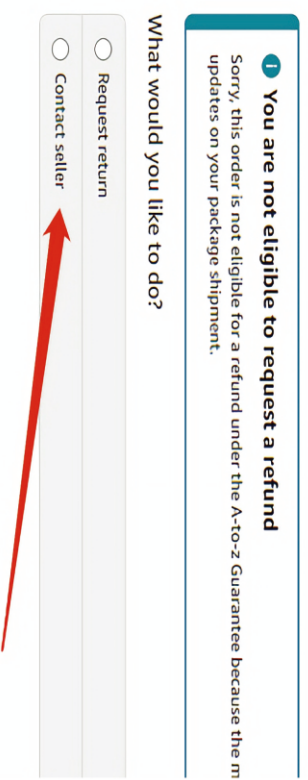 You are not eligible to request a refund
Sorry, this order is not eligible for a refund under the A-to-z Guarantee because the
updates on your package shipment.
What would you like to do?
Request return
Contact seller